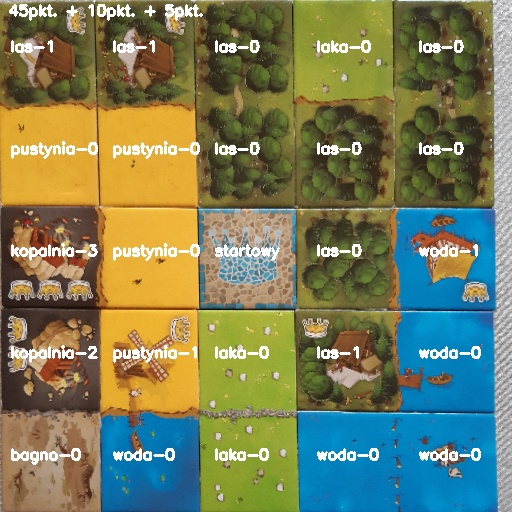 45pkt. + 10pkt. + 5pkt.
las-1 las-1 las-0 laka-0 las-0
pustynia-0 pustynia-0 las-0 las-0 las-0
kopalnia-3 pustynia-0 startowy las-0 woda-1
kopalnia-2 pustynia-1 laka-0 las-1 woda-0
bagno-0 woda-0 laka-0 woda-0 woda-0